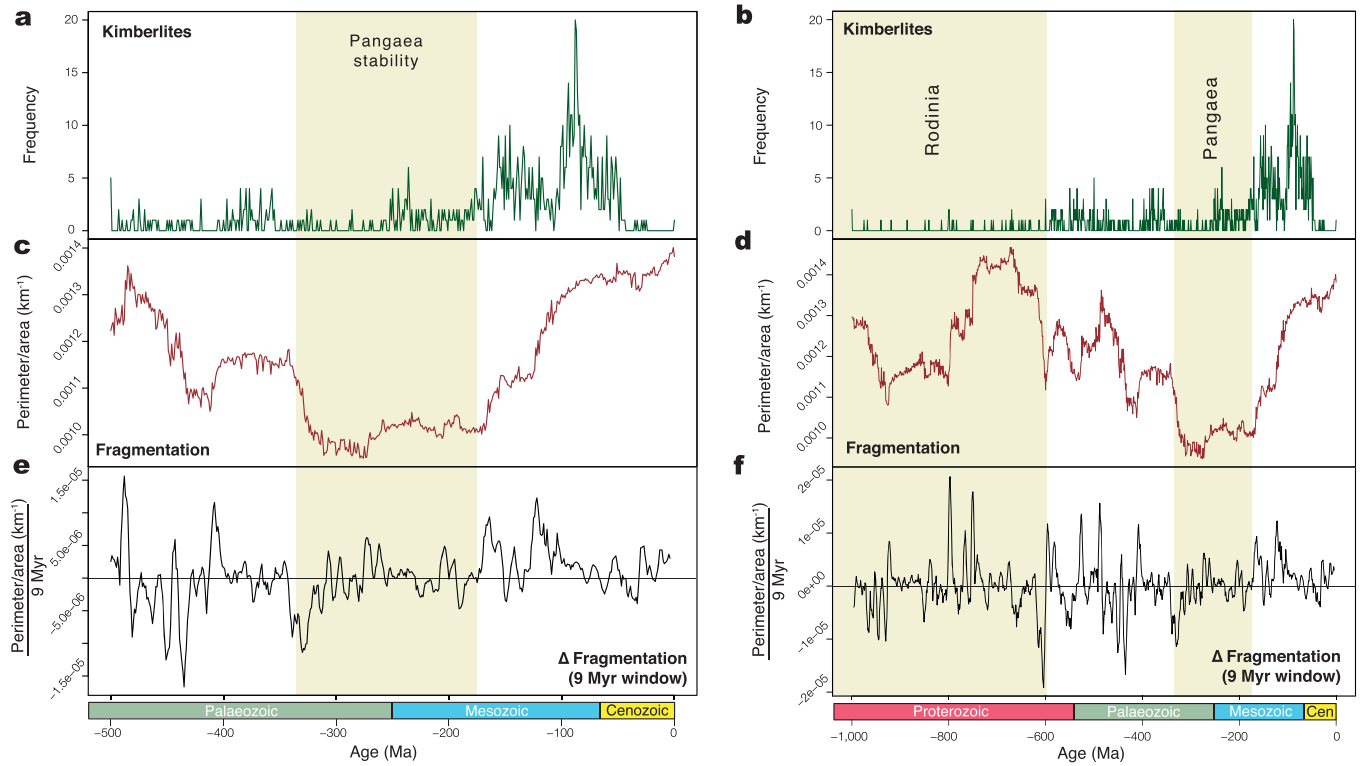 a
Kimberlites
Pangaea
stability
Frequency
20
15
10
5
0
c
Perimeter/area (km⁻¹)
0.0014
0.0013
0.0012
0.0011
0.0010
Fragmentation
e
Perimeter/area (km⁻¹)
9 Myr
1.5e−05
5.0e−06
−5.0e−06
−1.5e−05
Δ Fragmentation
(9 Myr window)
Palaeozoic
Mesozoic
Cenozoic
−500
−400
−300
−200
−100
0
Age (Ma)
b
Kimberlites
Rodinia
Pangaea
Frequency
20
15
10
5
0
d
Perimeter/area (km⁻¹)
0.0014
0.0013
0.0012
0.0011
0.0010
Fragmentation
f
Perimeter/area (km⁻¹)
9 Myr
2e−05
1e−05
0e+00
−1e−05
−2e−05
Δ Fragmentation
(9 Myr window)
Proterozoic
Palaeozoic
Mesozoic
Cen
−1,000
−800
−600
−400
−200
0
Age (Ma)